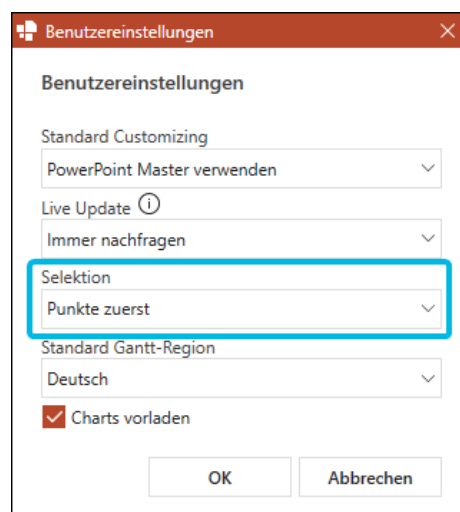 Benutzereinstellungen
Benutzereinstellungen
Standard Customizing
PowerPoint Master verwenden
Live Update
Immer nachfragen
Selektion
Punkte zuerst
Standard Gantt-Region
Deutsch
Charts vorladen
OK Abbrechen